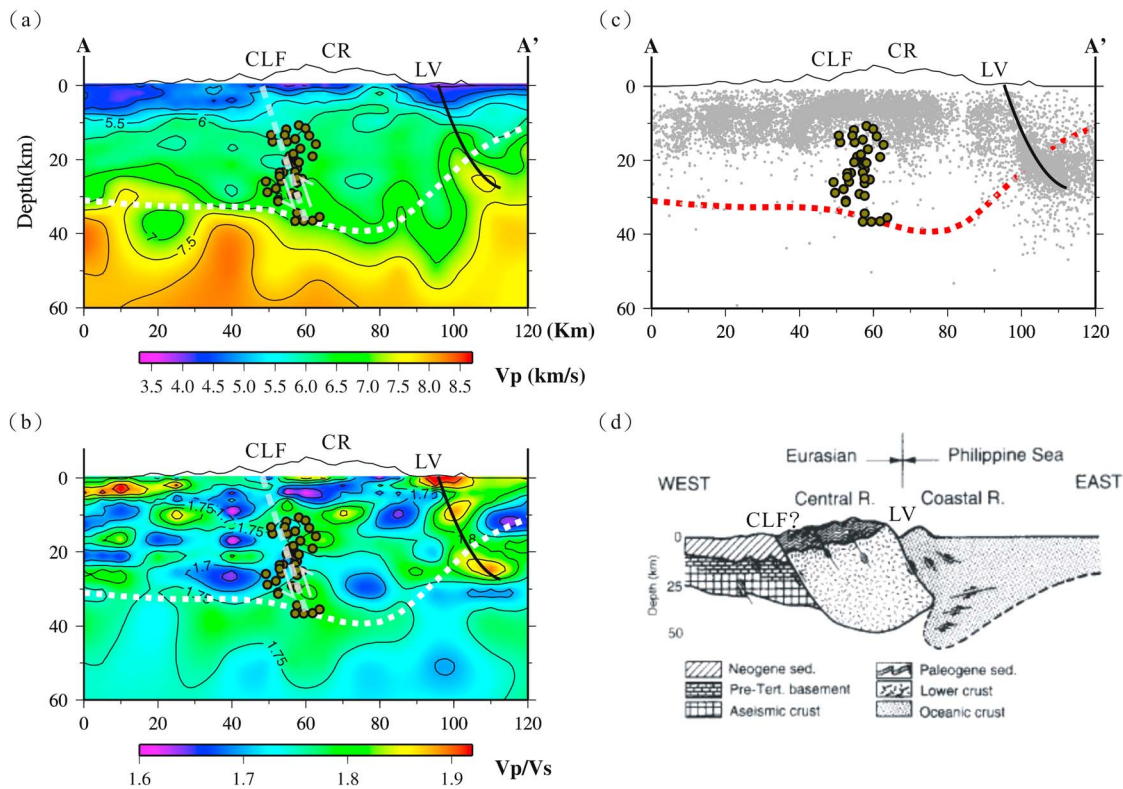 (a)
A
A'
CLF
CR
LV
0
20
40
60
Depth(km)
5.5
6
7
7.5
0
20
40
60
80
100
120
(Km)
3.5
4.0
4.5
5.0
5.5
6.0
6.5
7.0
7.5
8.0
8.5
Vp (km/s)
(b)
CLF
CR
LV
0
20
40
60
1.75
1.75
1.7
1.75
1.75
1.8
0
20
40
60
80
100
120
1.6
1.7
1.8
1.9
Vp/Vs
(c)
A
A'
CLF
CR
LV
0
20
40
60
0
20
40
60
80
100
120
(d)
Eurasian
Philippine Sea
WEST
EAST
Central R.
Coastal R.
CLF?
LV
0
25
50
Depth (km)
Neogene sed.
Paleogene sed.
Pre-Tert. basement
Lower crust
Aseismic crust
Oceanic crust